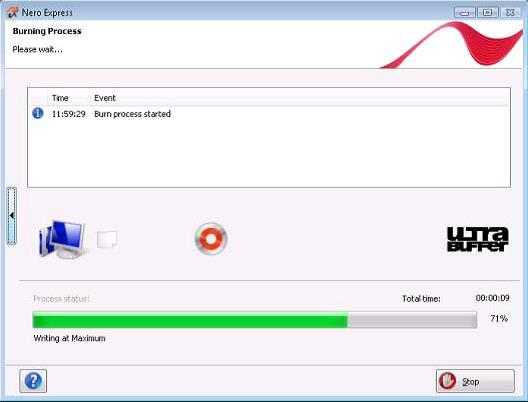 Nero Express
Burning Process
Please wait...
Time Event
11:59:29 Burn process started
ULTRA
BUFFER
Process status: Total time: 00:00:09
71%
Writing at Maximum
? Stop